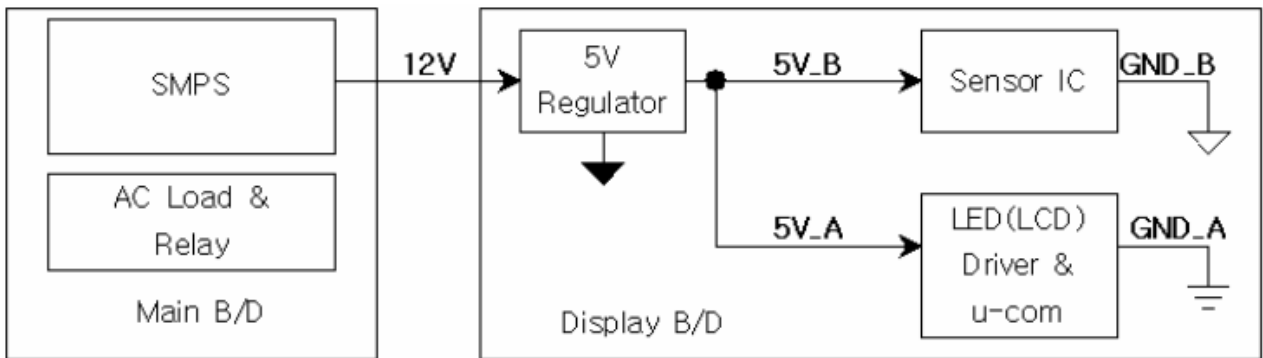 SMPS
AC Load &
Relay
Main B/D
12V
5V
Regulator
5V_B
Sensor IC
GND_B
5V_A
LED(LCD)
Driver &
u-com
GND_A
Display B/D